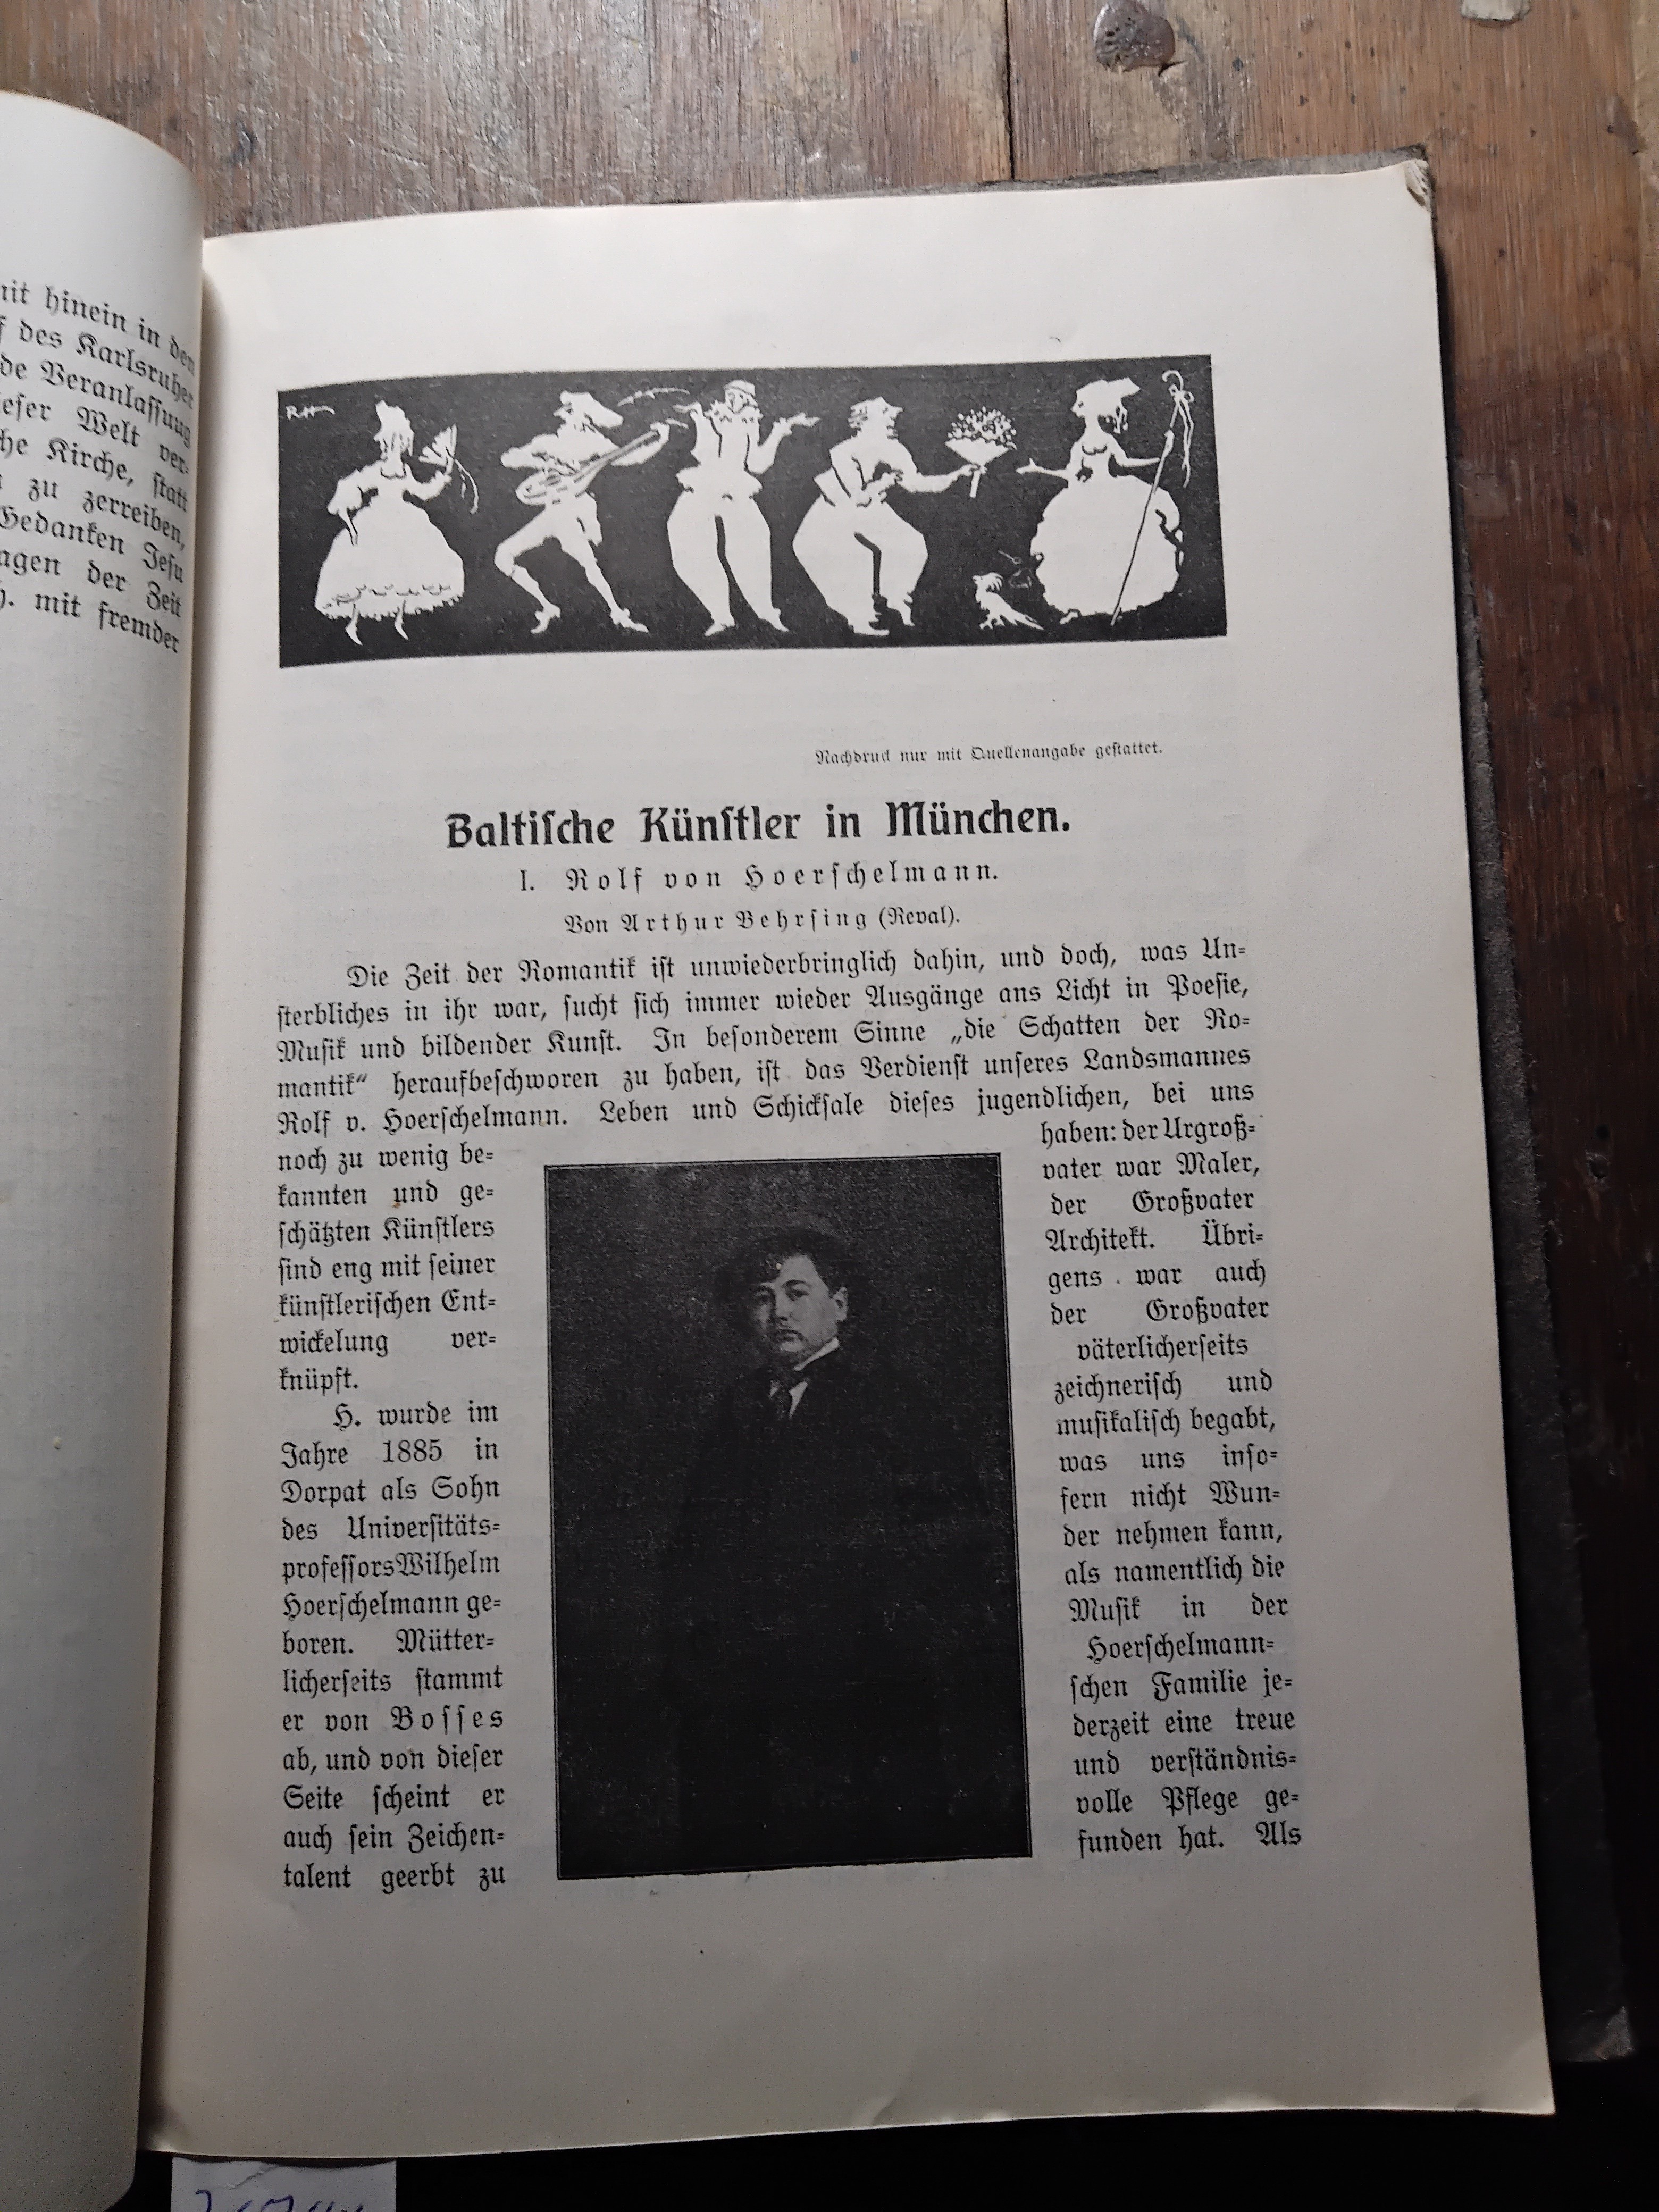 mit hinein in den
des Karlsruher
de Veranlassung
eser Welt ver-
he Kirche, statt
zu zerreiben,
Gedanken Jesu
agen der Zeit
h. mit fremder
RH
Nachdruck nur mit Quellenangabe gestattet.
Baltische Künstler in München.
I. Rolf von Hoerschelmann.
Von Arthur Behrsing (Reval).
Die Zeit der Romantik ist unwiederbringlich dahin, und doch, was Un-
sterbliches in ihr war, sucht sich immer wieder Ausgänge ans Licht in Poesie,
Musik und bildender Kunst. In besonderem Sinne „die Schatten der Ro-
mantik“ heraufbeschworen zu haben, ist das Verdienst unseres Landsmannes
Rolf v. Hoerschelmann. Leben und Schicksale dieses jugendlichen, bei uns
noch zu wenig be-
kannten und ge-
schätzten Künstlers
sind eng mit seiner
künstlerischen Ent-
wickelung ver-
knüpft.
H. wurde im
Jahre 1885 in
Dorpat als Sohn
des Universitäts-
professors Wilhelm
Hoerschelmann ge-
boren. Mütter-
licherseits stammt
er von Bosses
ab, und von dieser
Seite scheint er
auch sein Zeichen-
talent geerbt zu
haben: der Urgroß-
vater war Maler,
der Großvater
Architekt. Übri-
gens war auch
der Großvater
väterlicherseits
zeichnerisch und
musikalisch begabt,
was uns inso-
fern nicht Wun-
der nehmen kann,
als namentlich die
Musik in der
Hoerschelmann-
schen Familie je-
derzeit eine treue
und verständnis-
volle Pflege ge-
funden hat. Als